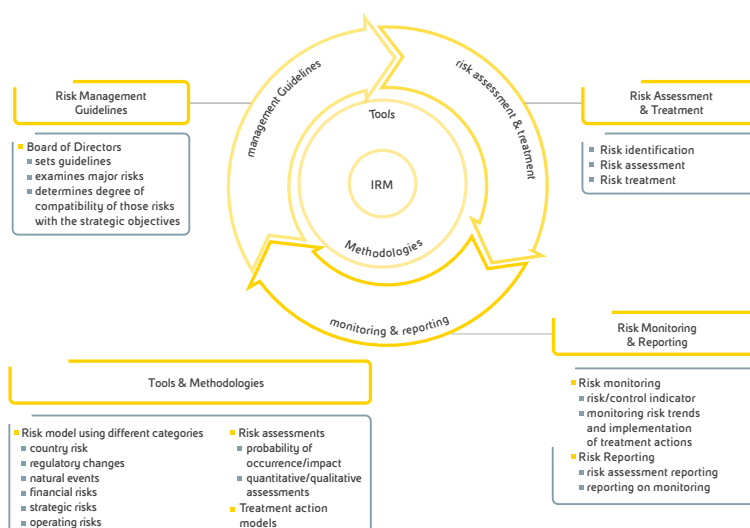 management Guidelines
risk assessment & treatment
Tools
IRM
Methodologies
monitoring & reporting
Risk Management
Guidelines
Board of Directors
sets guidelines
examines major risks
determines degree of
compatibility of those risks
with the strategic objectives
Risk Assessment
& Treatment
Risk identification
Risk assessment
Risk treatment
Risk Monitoring
& Reporting
Risk monitoring
risk/control indicator
monitoring risk trends
and implementation
of treatment actions
Risk Reporting
risk assessment reporting
reporting on monitoring
Tools & Methodologies
Risk model using different categories
country risk
regulatory changes
natural events
financial risks
strategic risks
operating risks
Risk assessments
probability of
occurrence/impact
quantitative/qualitative
assessments
Treatment action
models